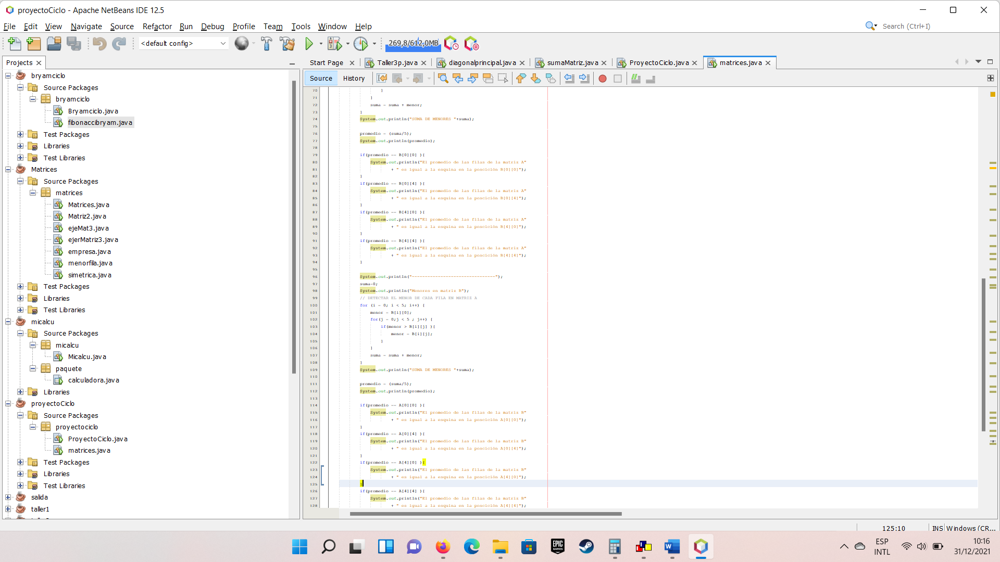 proyectoCiclo - Apache NetBeans IDE 12.5
File Edit View Navigate Source Refactor Run Debug Profile Team Tools Window Help
Search (Ctrl+I)
<default config>
269,8/612,0MB
Projects
Start Page
Taller3p.java
diagonalprincipal.java
sumaMatriz.java
ProyectoCiclo.java
matrices.java
Source History
bryamciclo
Source Packages
bryamciclo
Bryamciclo.java
fibonaccibryam.java
Test Packages
Libraries
Test Libraries
Matrices
Source Packages
matrices
Matrices.java
Matriz2.java
ejeMat3.java
ejerMatriz3.java
empresa.java
menorfila.java
simetrica.java
Test Packages
Libraries
Test Libraries
micalcu
Source Packages
micalcu
Micalcu.java
paquete
calculadora.java
Libraries
proyectoCiclo
Source Packages
proyectociclo
ProyectoCiclo.java
matrices.java
Test Packages
Libraries
Test Libraries
salida
taller1
70 }
71 }
72 suma = suma + menor;
73 }
74 System.out.println("SUMA DE MENORES "+suma);
75
76 promedio = (suma/5);
77 System.out.println(promedio);
78
79 if(promedio == B[0][0] ){
80 System.out.println("El promedio de las filas de la matriz A"
81 + " es igual a la esquina en la posición B[0][0]");
82 }
83 if(promedio == B[0][4] ){
84 System.out.println("El promedio de las filas de la matriz A"
85 + " es igual a la esquina en la posición B[0][4]");
86 }
87 if(promedio == B[4][0] ){
88 System.out.println("El promedio de las filas de la matriz A"
89 + " es igual a la esquina en la posición B[4][0]");
90 }
91 if(promedio == B[4][4] ){
92 System.out.println("El promedio de las filas de la matriz A"
93 + " es igual a la esquina en la posición B[4][4]");
94 }
95
96 System.out.println("--------------------------------");
97 suma=0;
98 System.out.println("Menores en matriz B");
99 // DETECTAR EL MENOR DE CADA FILA EN MATRIZ A
100 for (i = 0; i < 5; i++) {
101 menor = B[i][0];
102 for(j = 0;j < 5 ; j++) {
103 if(menor > B[i][j] ){
104 menor = B[i][j];
105 }
106 }
107 suma = suma + menor;
108 }
109 System.out.println("SUMA DE MENORES "+suma);
110
111 promedio = (suma/5);
112 System.out.println(promedio);
113
114 if(promedio == A[0][0] ){
115 System.out.println("El promedio de las filas de la matriz B"
116 + " es igual a la esquina en la posición A[0][0]");
117 }
118 if(promedio == A[0][4] ){
119 System.out.println("El promedio de las filas de la matriz B"
120 + " es igual a la esquina en la posición A[0][4]");
121 }
122 if(promedio == A[4][0] ){
123 System.out.println("El promedio de las filas de la matriz B"
124 + " es igual a la esquina en la posición A[4][0]");
125 }
126 if(promedio == A[4][4] ){
127 System.out.println("El promedio de las filas de la matriz B"
128 + " es igual a la esquina en la posición A[4][4]");
125:10 INS Windows (CR...
EPIC GAMES
ESP
INTL
10:16
31/12/2021